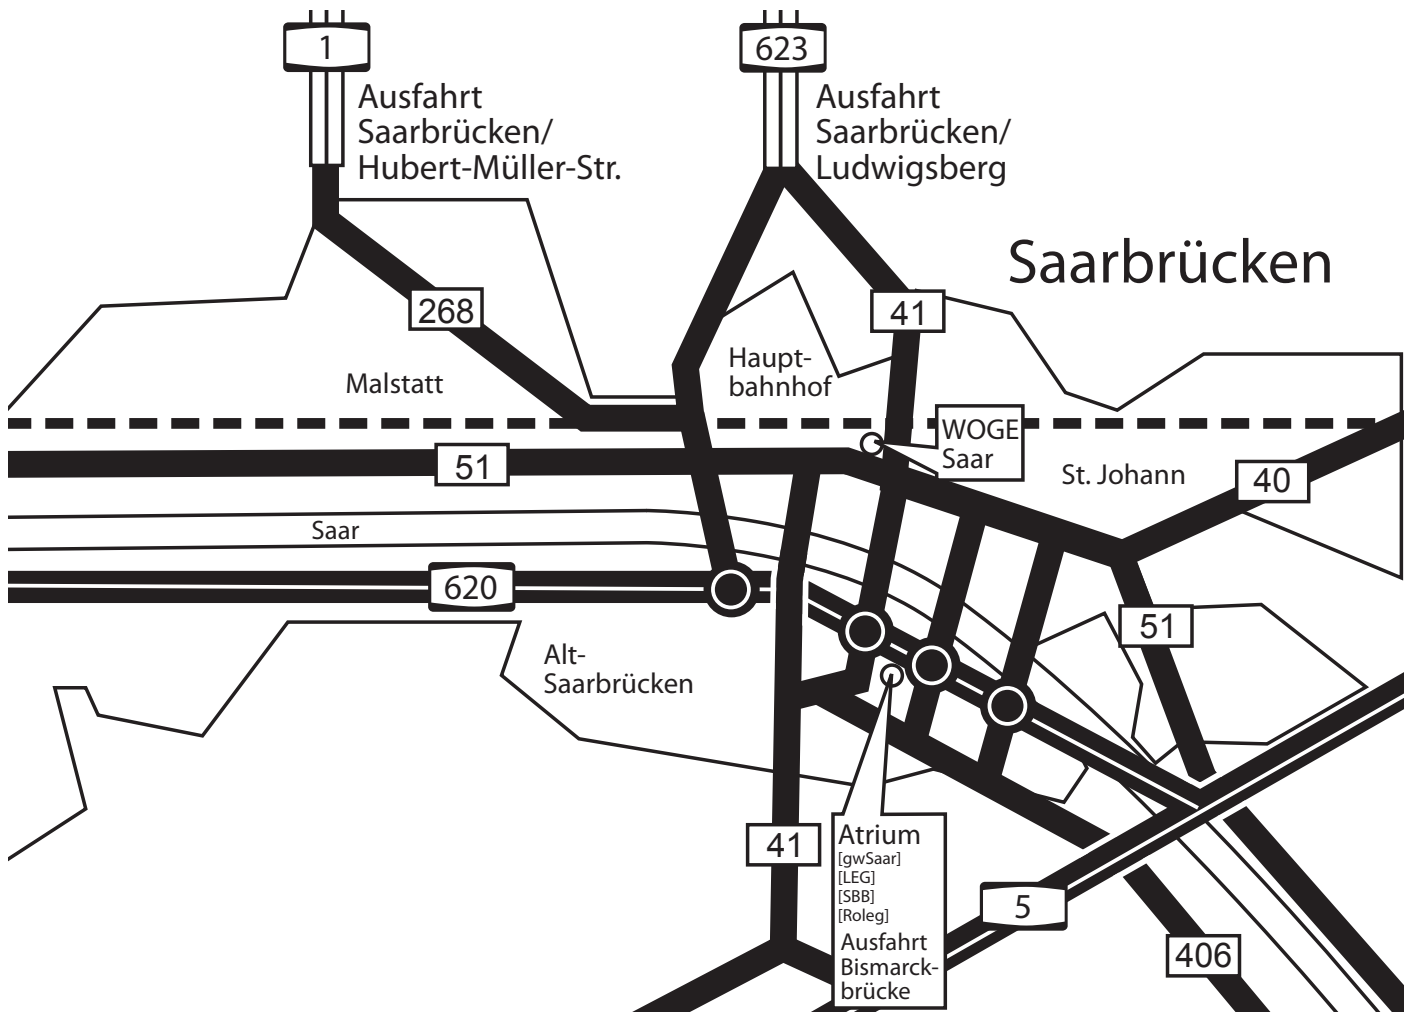 1
623
Ausfahrt
Saarbrücken/
Hubert-Müller-Str.
Ausfahrt
Saarbrücken/
Ludwigsberg
Saarbrücken
268
41
Haupt-
bahnhof
Malstatt
WOGE
Saar
51
St. Johann
40
Saar
620
51
Alt-
Saarbrücken
41
Atrium
[gwSaar]
[LEG]
[SBB]
[Roleg]
Ausfahrt
Bismarck-
brücke
5
406